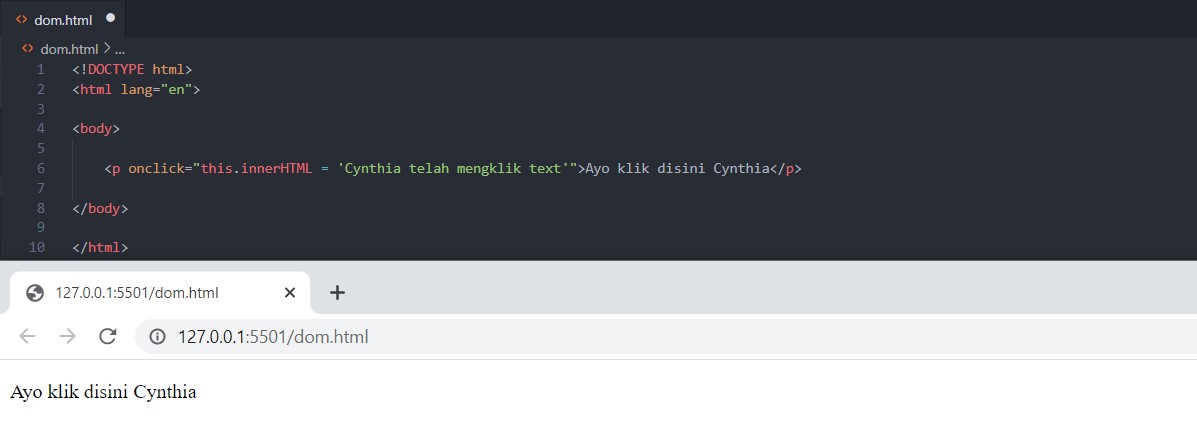 <> dom.html ●
<> dom.html > ...
1 <!DOCTYPE html>
2 <html lang="en">
3
4 <body>
5
6 <p onclick="this.innerHTML = 'Cynthia telah mengklik text'">Ayo klik disini Cynthia</p>
7
8 </body>
9
10 </html>
127.0.0.1:5501/dom.html
127.0.0.1:5501/dom.html
Ayo klik disini Cynthia